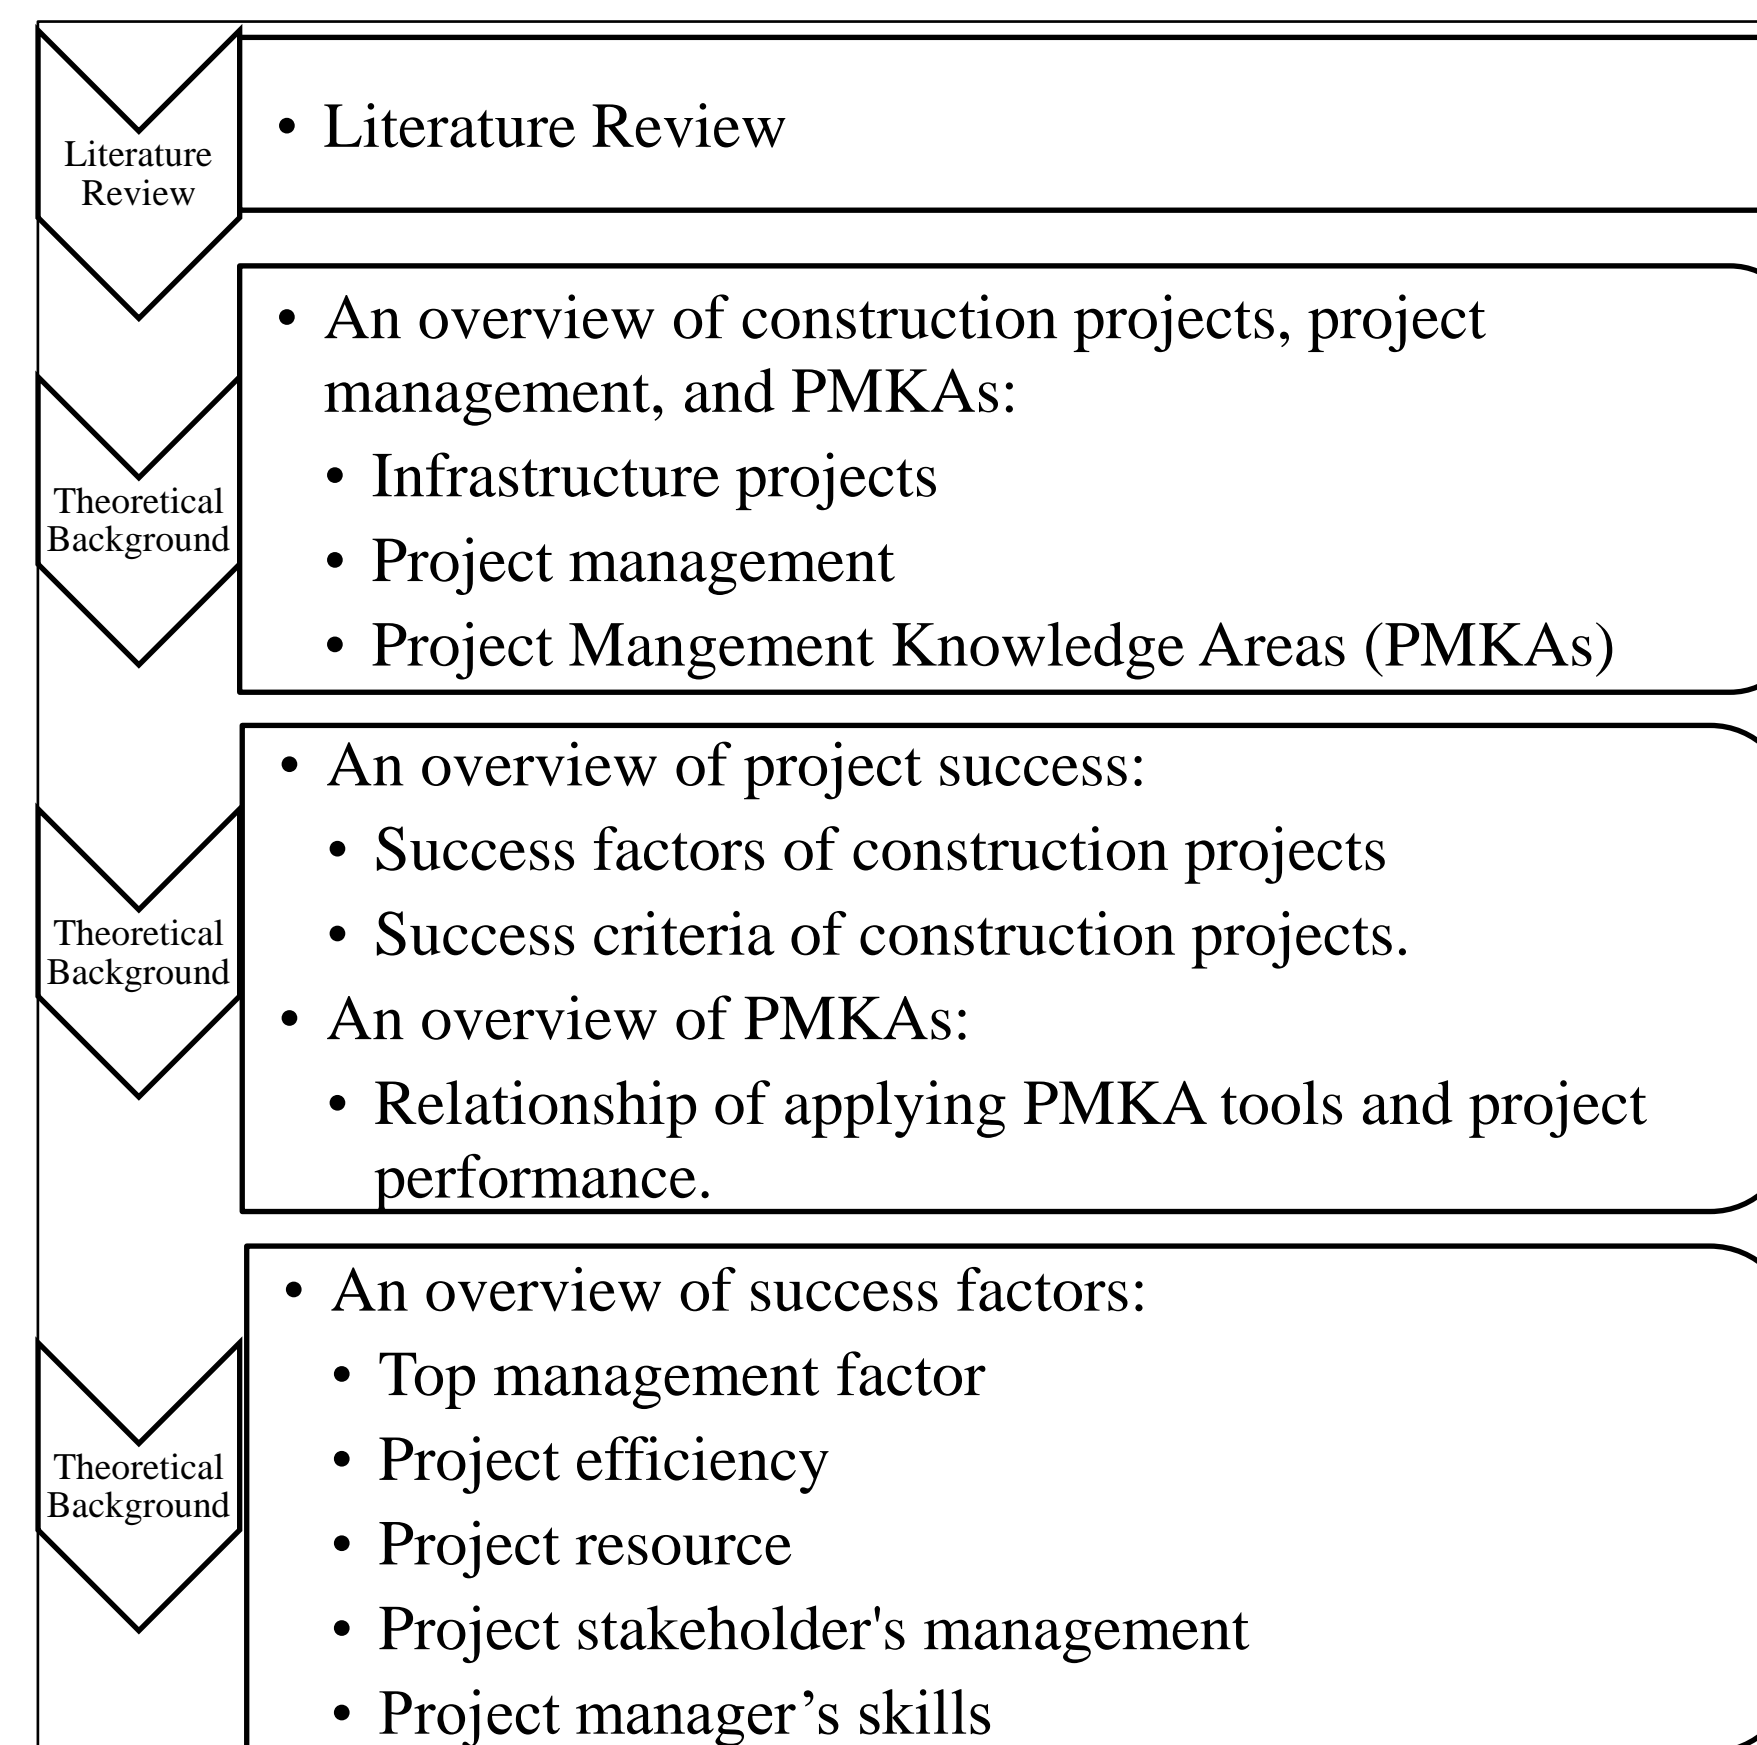 Literature
Review
• Literature Review
Theoretical
Background
• An overview of construction projects, project
management, and PMKAs:
• Infrastructure projects
• Project management
• Project Mangement Knowledge Areas (PMKAs)
Theoretical
Background
• An overview of project success:
• Success factors of construction projects
• Success criteria of construction projects.
• An overview of PMKAs:
• Relationship of applying PMKA tools and project
performance.
Theoretical
Background
• An overview of success factors:
• Top management factor
• Project efficiency
• Project resource
• Project stakeholder's management
• Project manager’s skills